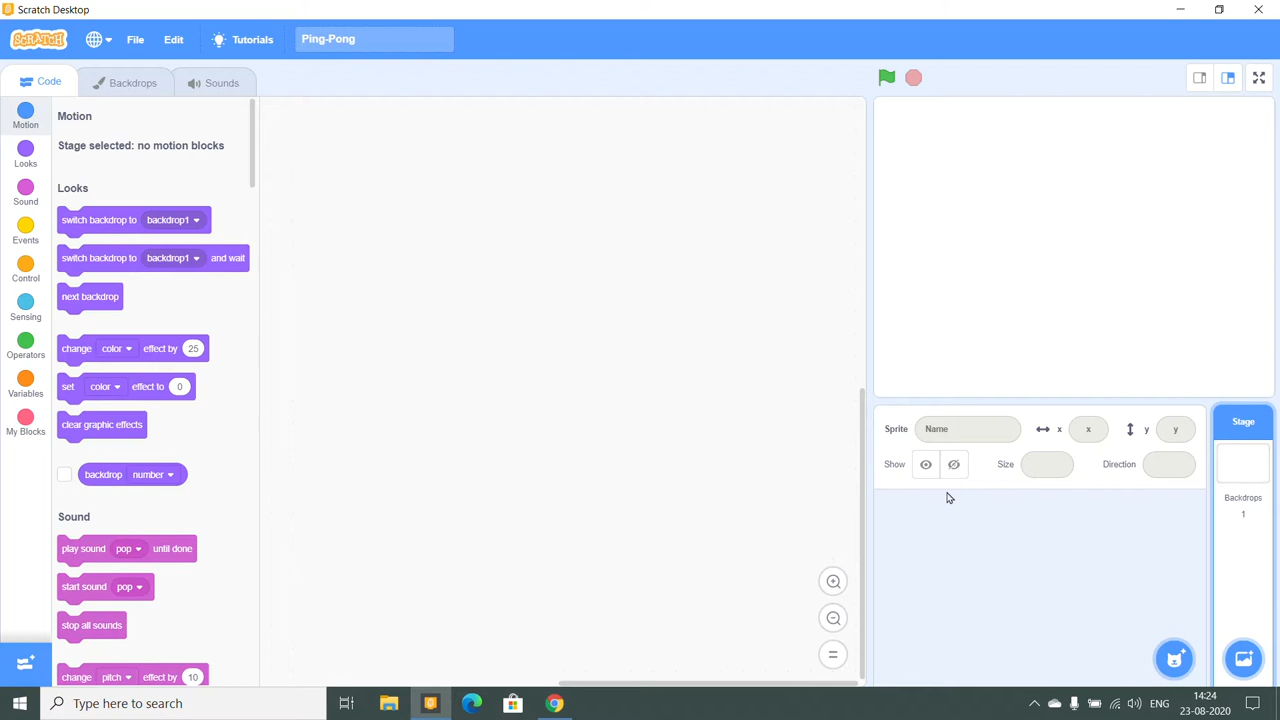 Scratch Desktop
SCRATCH File Edit Tutorials Ping-Pong
Code Backdrops Sounds
Motion
Looks
Sound
Events
Control
Sensing
Operators
Variables
My Blocks
Motion
Stage selected: no motion blocks
Looks
switch backdrop to backdrop1
switch backdrop to backdrop1 and wait
next backdrop
change color effect by 25
set color effect to 0
clear graphic effects
backdrop number
Sound
play sound pop until done
start sound pop
stop all sounds
change pitch effect by 10
Sprite Name x x y y
Show Size Direction
Stage
Backdrops
1
Type here to search
ENG
14:24
23-08-2020